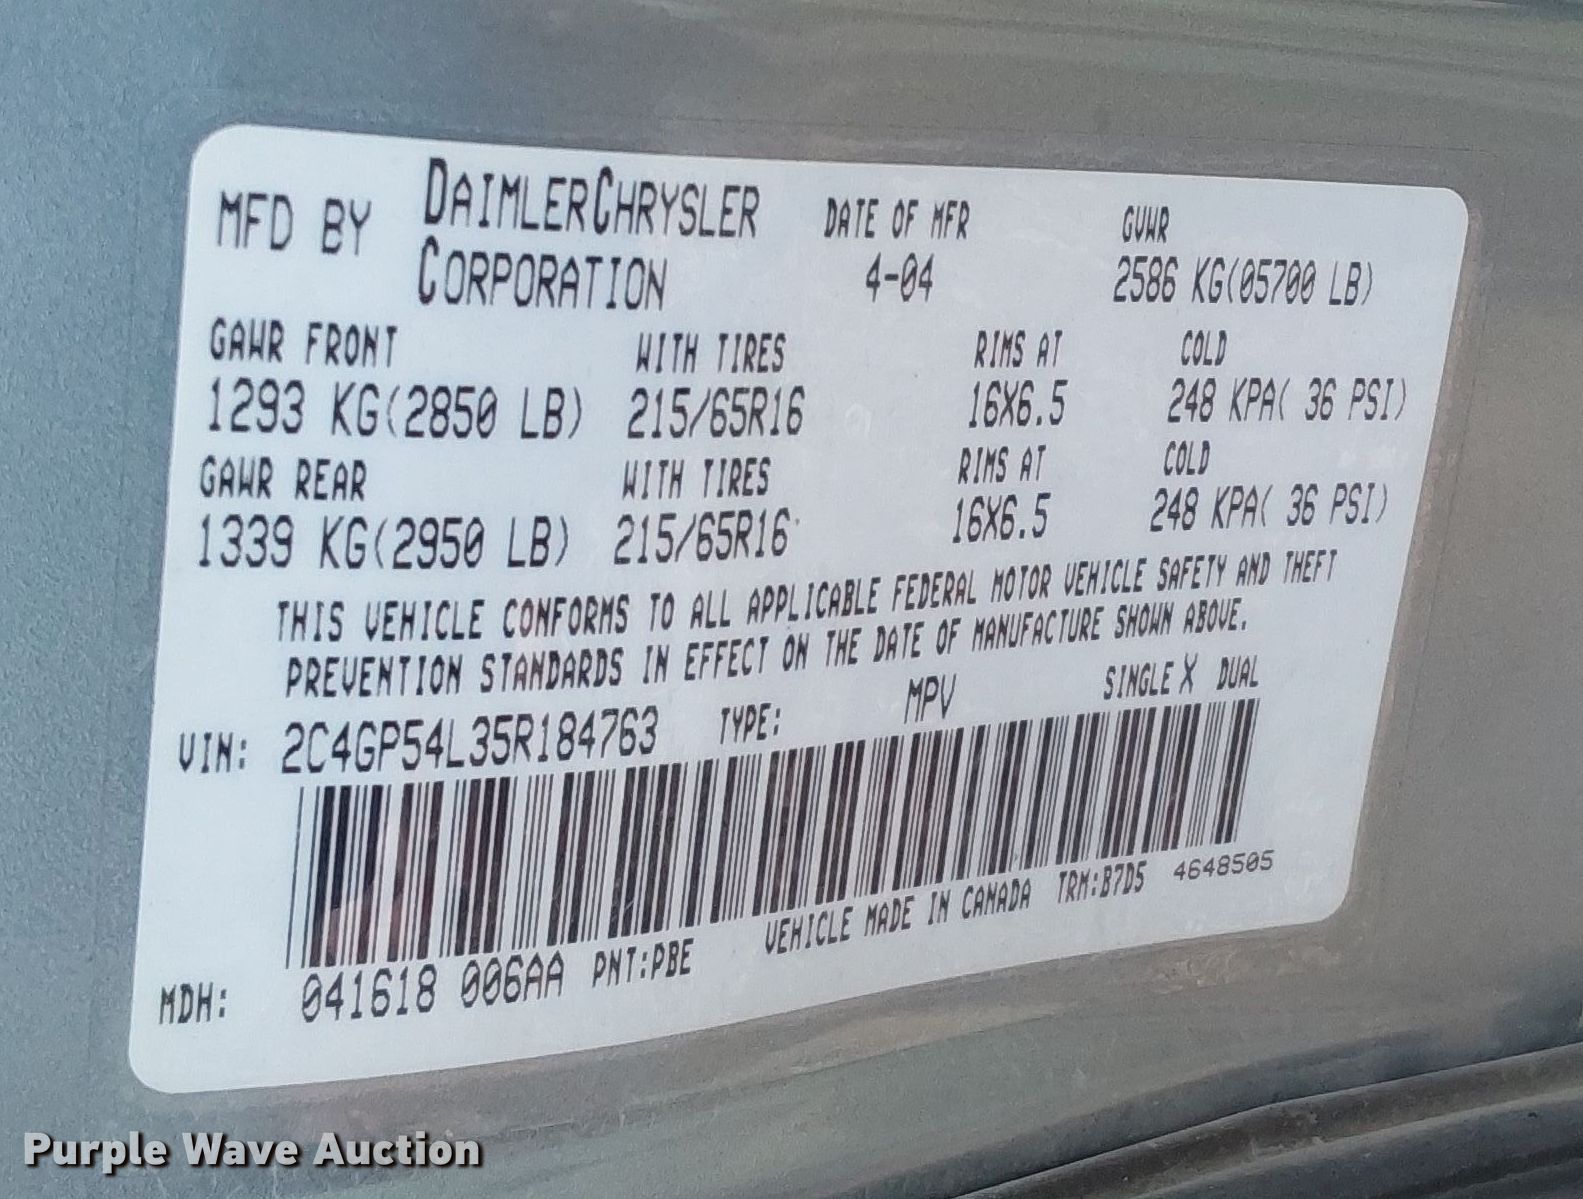 MFD BY DAIMLERCHRYSLER CORPORATION
DATE OF MFR 4-04
GVWR 2586 KG(05700 LB)
GAWR FRONT WITH TIRES RIMS AT COLD
1293 KG(2850 LB) 215/65R16 16X6.5 248 KPA( 36 PSI)
GAWR REAR WITH TIRES RIMS AT COLD
1339 KG(2950 LB) 215/65R16 16X6.5 248 KPA( 36 PSI)
THIS VEHICLE CONFORMS TO ALL APPLICABLE FEDERAL MOTOR VEHICLE SAFETY AND THEFT
PREVENTION STANDARDS IN EFFECT ON THE DATE OF MANUFACTURE SHOWN ABOVE.
VIN: 2C4GP54L35R184763 TYPE: MPV SINGLE X DUAL
MDH: 041618 006AA PNT:PBE VEHICLE MADE IN CANADA TRM:B7D5 4648505
Purple Wave Auction